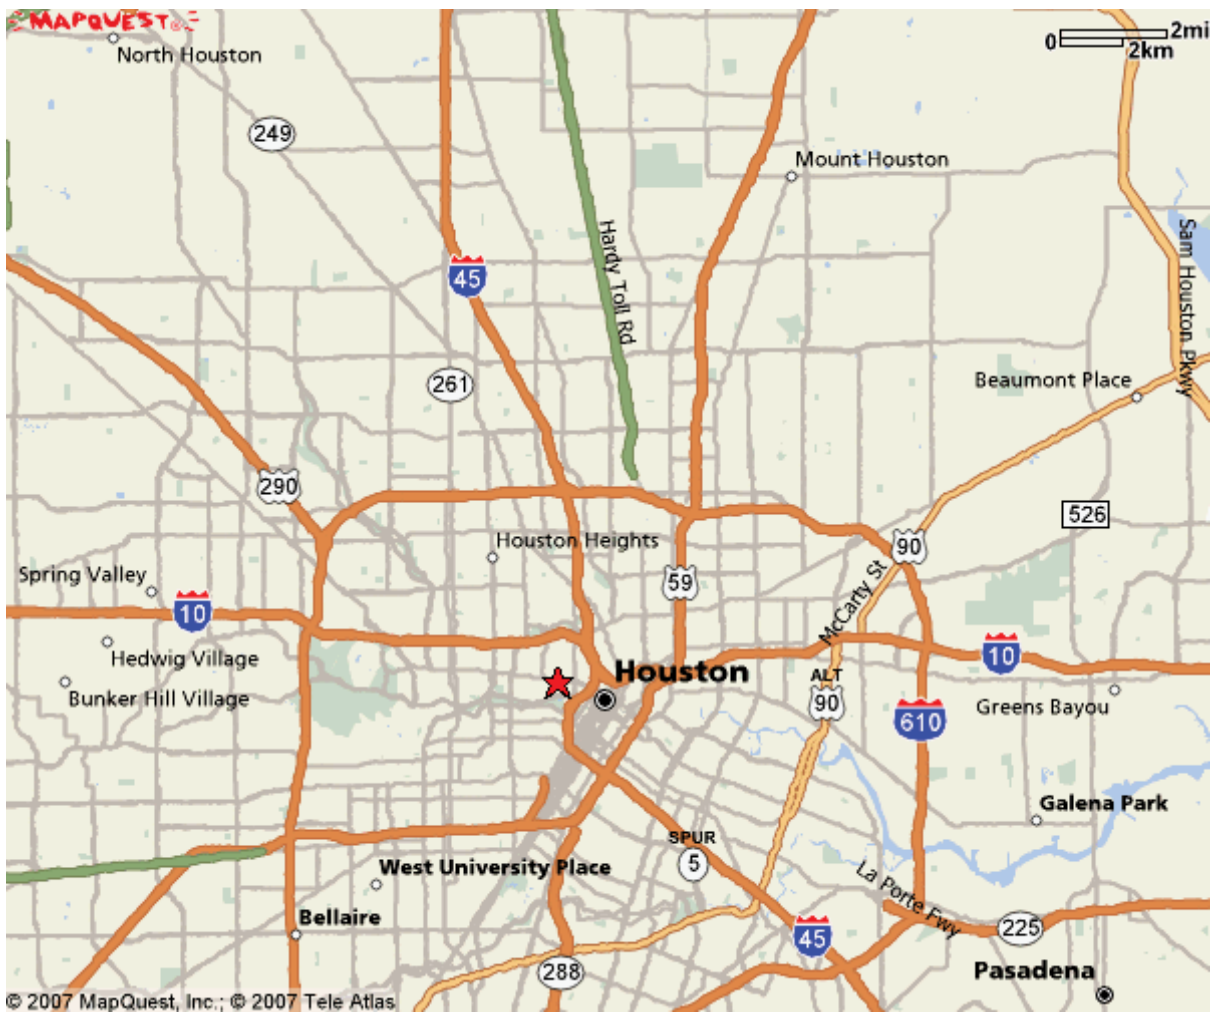 MAPQUEST
North Houston
0
2mi
2km
249
Mount Houston
Hardy Toll Rd
Sam Houston Pkwy
45
261
Beaumont Place
290
526
Houston Heights
90
59
Spring Valley
10
McCarty St
Hedwig Village
10
Bunker Hill Village
Houston
ALT
90
Greens Bayou
610
Galena Park
SPUR
5
West University Place
La Porte Fwy
Bellaire
45
225
288
Pasadena
© 2007 MapQuest, Inc.; © 2007 Tele Atlas